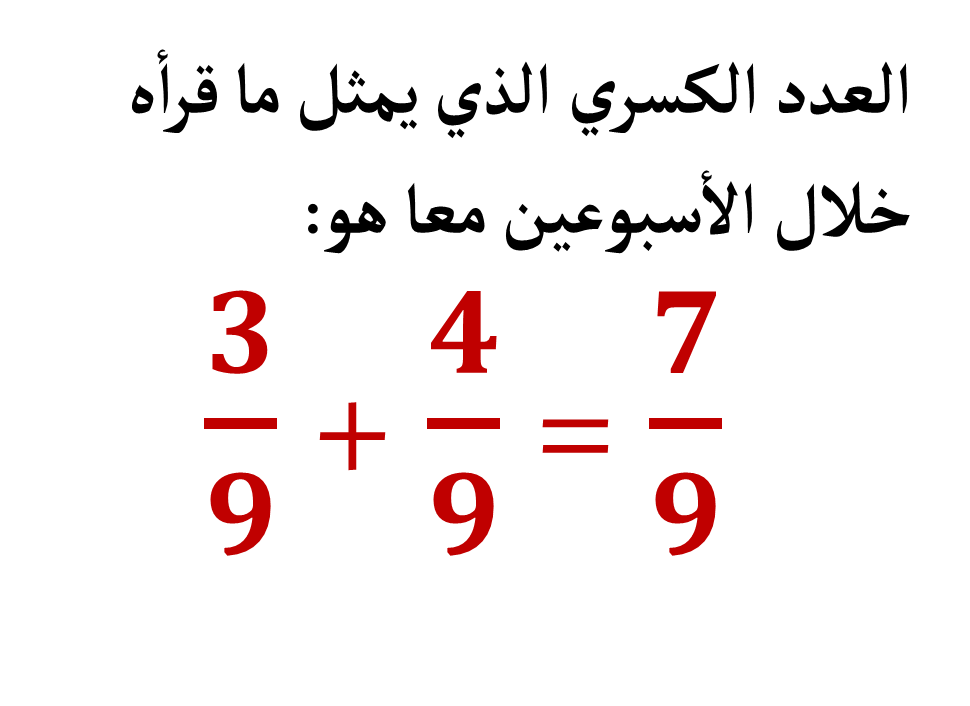 العدد الكسري الذي يمثل ما قرأه
خلال الأسبوعين معا هو:
3/9 + 4/9 = 7/9